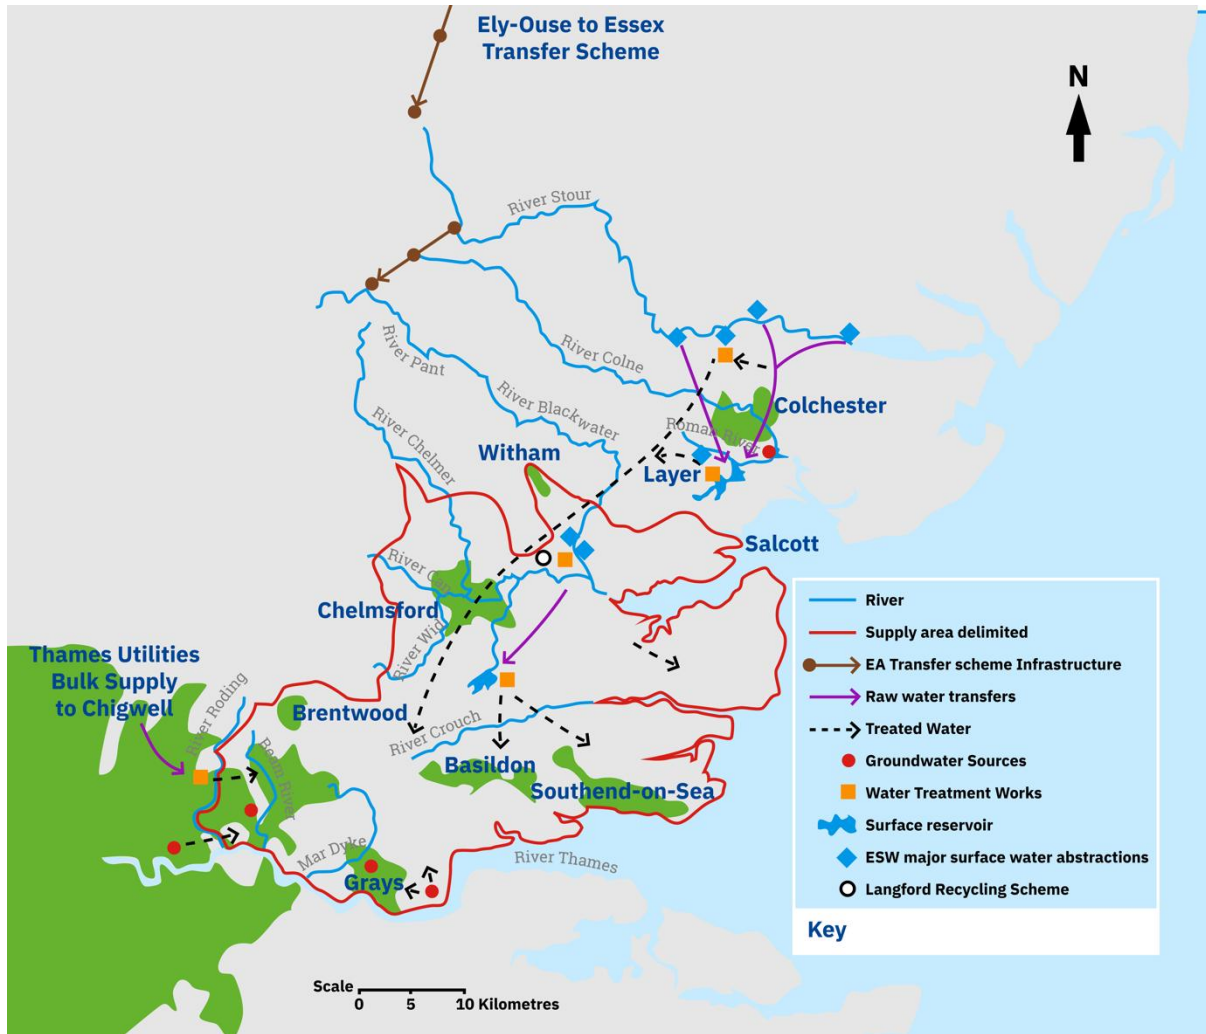 Ely-Ouse to Essex
Transfer Scheme
N
River Stour
River Colne
River Pant
River Blackwater
Colchester
Roman River
River Chelmer
Witham
Layer
Salcott
River Can
Chelmsford
River Wid
Thames Utilities
Bulk Supply
to Chigwell
River Roding
Brentwood
River Crouch
Beam River
Basildon
Southend-on-Sea
Mar Dyke
River Thames
Grays
River
Supply area delimited
EA Transfer scheme Infrastructure
Raw water transfers
Treated Water
Groundwater Sources
Water Treatment Works
Surface reservoir
ESW major surface water abstractions
Langford Recycling Scheme
Key
Scale
0 5 10 Kilometres